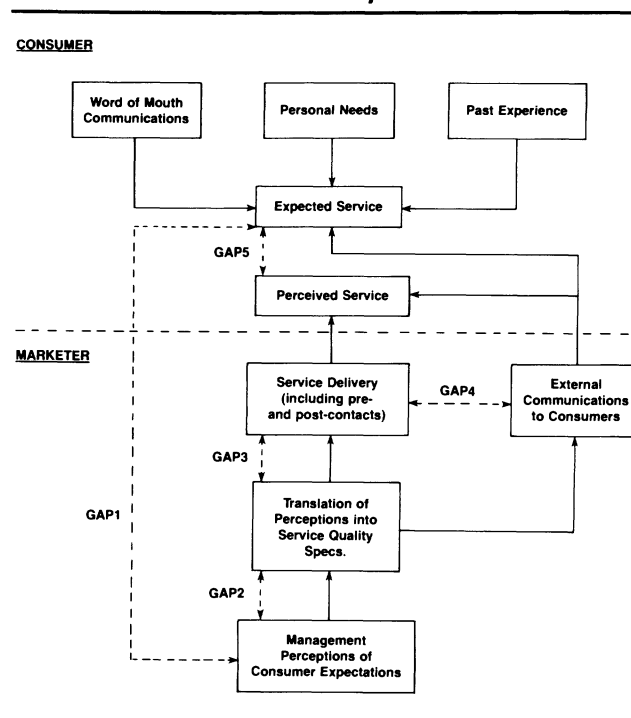 CONSUMER
Word of Mouth
Communications
Personal Needs
Past Experience
Expected Service
GAP5
Perceived Service
MARKETER
Service Delivery
(including pre-
and post-contacts)
GAP4
External
Communications
to Consumers
GAP3
Translation of
Perceptions into
Service Quality
Specs.
GAP1
GAP2
Management
Perceptions of
Consumer Expectations